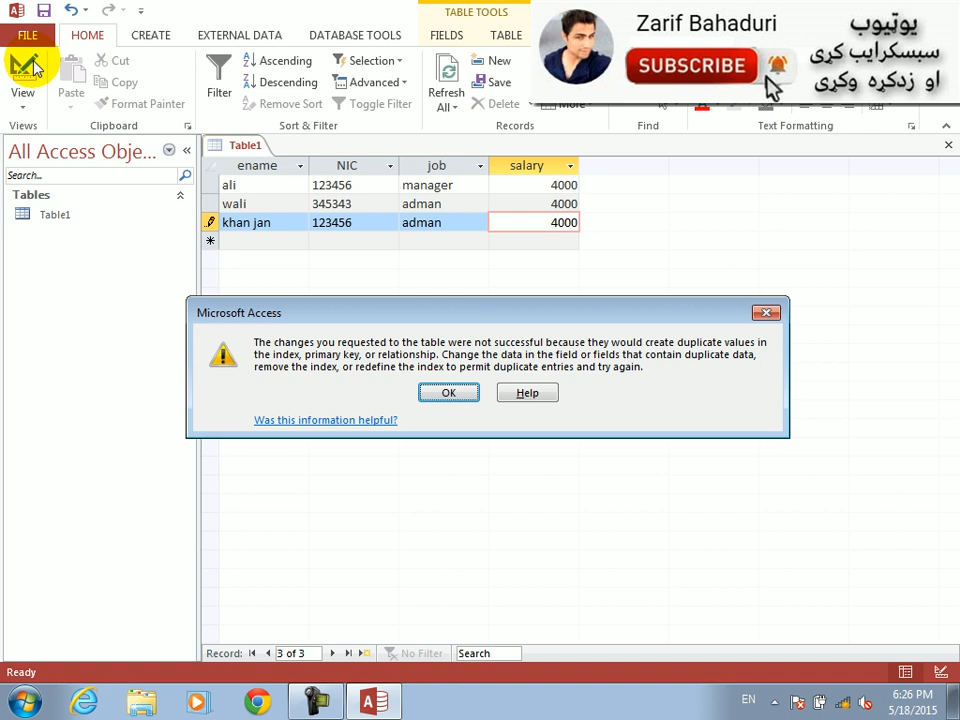 TABLE TOOLS
FILE
HOME
CREATE
EXTERNAL DATA
DATABASE TOOLS
FIELDS
TABLE
Zarif Bahaduri
SUBSCRIBE
یوټیوب
سبسکرایب کړی
او زدکړه وکړی
View
Paste
Cut
Copy
Format Painter
Filter
Ascending
Descending
Remove Sort
Selection
Advanced
Toggle Filter
Refresh
All
New
Save
Delete
More
Views
Clipboard
Sort & Filter
Records
Find
Text Formatting
All Access Obje...
Search...
Tables
Table1
Table1
ename NIC job salary
ali 123456 manager 4000
wali 345343 adman 4000
khan jan 123456 adman 4000
Microsoft Access
The changes you requested to the table were not successful because they would create duplicate values in
the index, primary key, or relationship. Change the data in the field or fields that contain duplicate data,
remove the index, or redefine the index to permit duplicate entries and try again.
OK
Help
Was this information helpful?
Record: 3 of 3 No Filter Search
Ready
EN
6:26 PM
5/18/2015